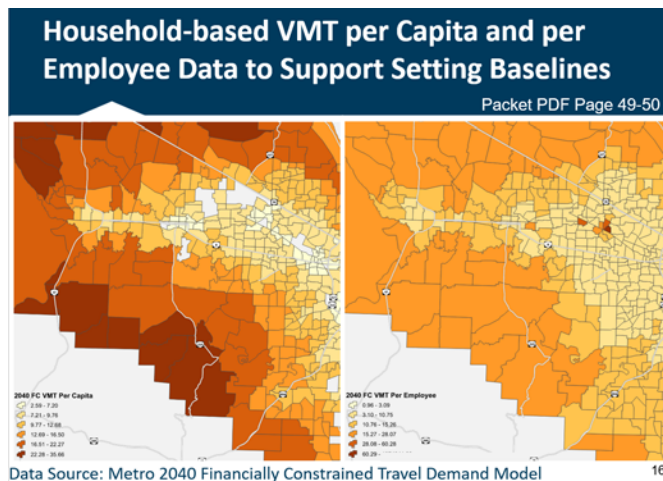 Household-based VMT per Capita and per
Employee Data to Support Setting Baselines
Packet PDF Page 49-50
2040 FC VMT Per Capita
2.59 - 7.20
7.21 - 9.76
9.77 - 12.68
12.69 - 16.50
16.51 - 22.27
22.28 - 35.66
2040 FC VMT Per Employee
0.96 - 3.09
3.10 - 10.75
10.76 - 15.26
15.27 - 28.07
28.08 - 60.28
60.29 -
Data Source: Metro 2040 Financially Constrained Travel Demand Model
16